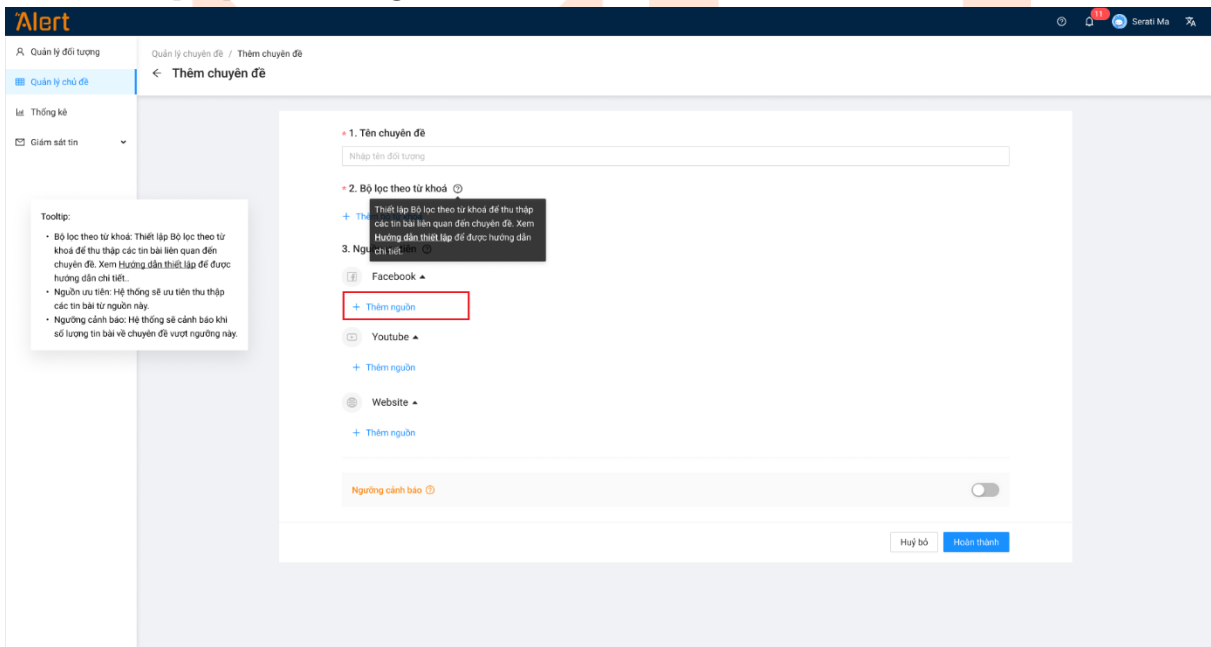 Alert
11
Serati Ma
Quản lý đối tượng
Quản lý chủ đề
Thống kê
Giám sát tin
Quản lý chuyên đề / Thêm chuyên đề
← Thêm chuyên đề
* 1. Tên chuyên đề
Nhập tên đối tượng
* 2. Bộ lọc theo từ khoá
Thiết lập Bộ lọc theo từ khoá để thu thập
các tin bài liên quan đến chuyên đề. Xem
Hướng dẫn thiết lập để được hướng dẫn
chi tiết.
Facebook
+ Thêm nguồn
Youtube
+ Thêm nguồn
Website
+ Thêm nguồn
Ngưỡng cảnh báo
Huỷ bỏ
Hoàn thành
Tooltip:
• Bộ lọc theo từ khoá: Thiết lập Bộ lọc theo từ
khoá để thu thập các tin bài liên quan đến
chuyên đề. Xem Hướng dẫn thiết lập để được
hướng dẫn chi tiết..
• Nguồn ưu tiên: Hệ thống sẽ ưu tiên thu thập
các tin bài từ nguồn này.
• Ngưỡng cảnh báo: Hệ thống sẽ cảnh báo khi
số lượng tin bài về chuyên đề vượt ngưỡng này.